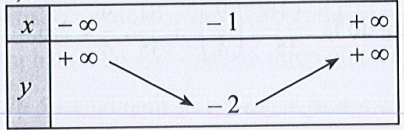 x − ∞ − 1 + ∞
y + ∞ + ∞
− 2